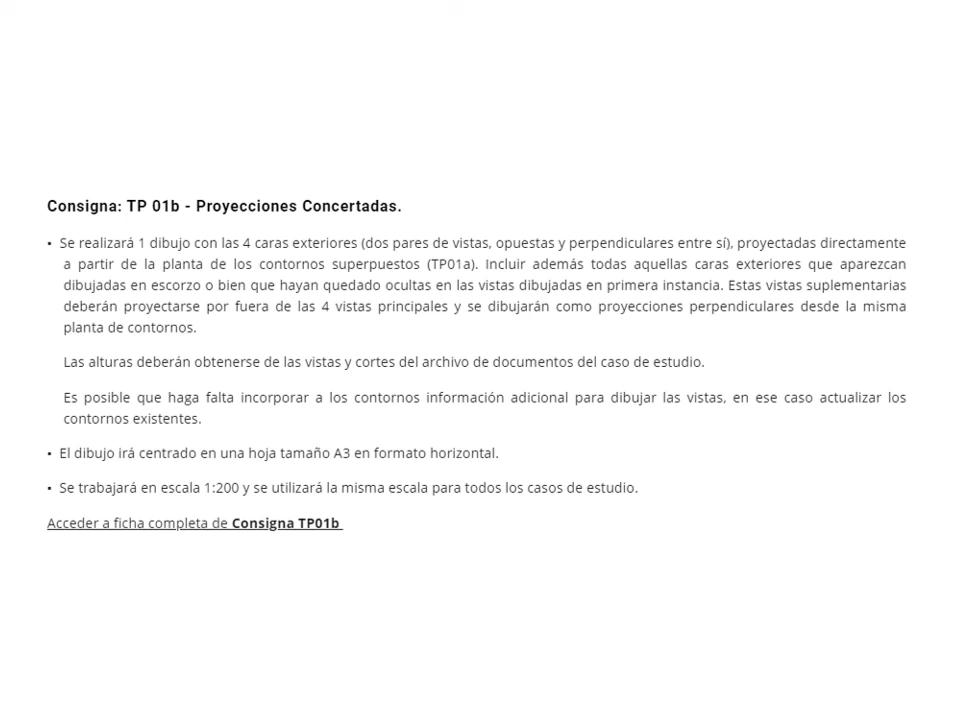 Consigna: TP 01b - Proyecciones Concertadas.
• Se realizará 1 dibujo con las 4 caras exteriores (dos pares de vistas, opuestas y perpendiculares entre sí), proyectadas directamente
a partir de la planta de los contornos superpuestos (TP01a). Incluir además todas aquellas caras exteriores que aparezcan
dibujadas en escorzo o bien que hayan quedado ocultas en las vistas dibujadas en primera instancia. Estas vistas suplementarias
deberán proyectarse por fuera de las 4 vistas principales y se dibujarán como proyecciones perpendiculares desde la misma
planta de contornos.
Las alturas deberán obtenerse de las vistas y cortes del archivo de documentos del caso de estudio.
Es posible que haga falta incorporar a los contornos información adicional para dibujar las vistas, en ese caso actualizar los
contornos existentes.
• El dibujo irá centrado en una hoja tamaño A3 en formato horizontal.
• Se trabajará en escala 1:200 y se utilizará la misma escala para todos los casos de estudio.
Acceder a ficha completa de Consigna TP01b